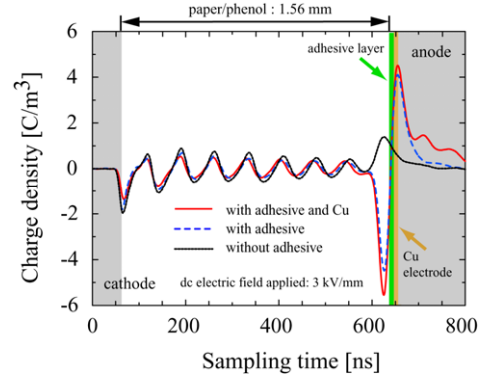 paper/phenol : 1.56 mm
adhesive layer
anode
6
4
2
0
-2
-4
-6
Charge density [C/m³]
with adhesive and Cu
with adhesive
without adhesive
Cu
electrode
cathode
dc electric field applied: 3 kV/mm
0 100 200 300 400 500 600 700 800
Sampling time [ns]